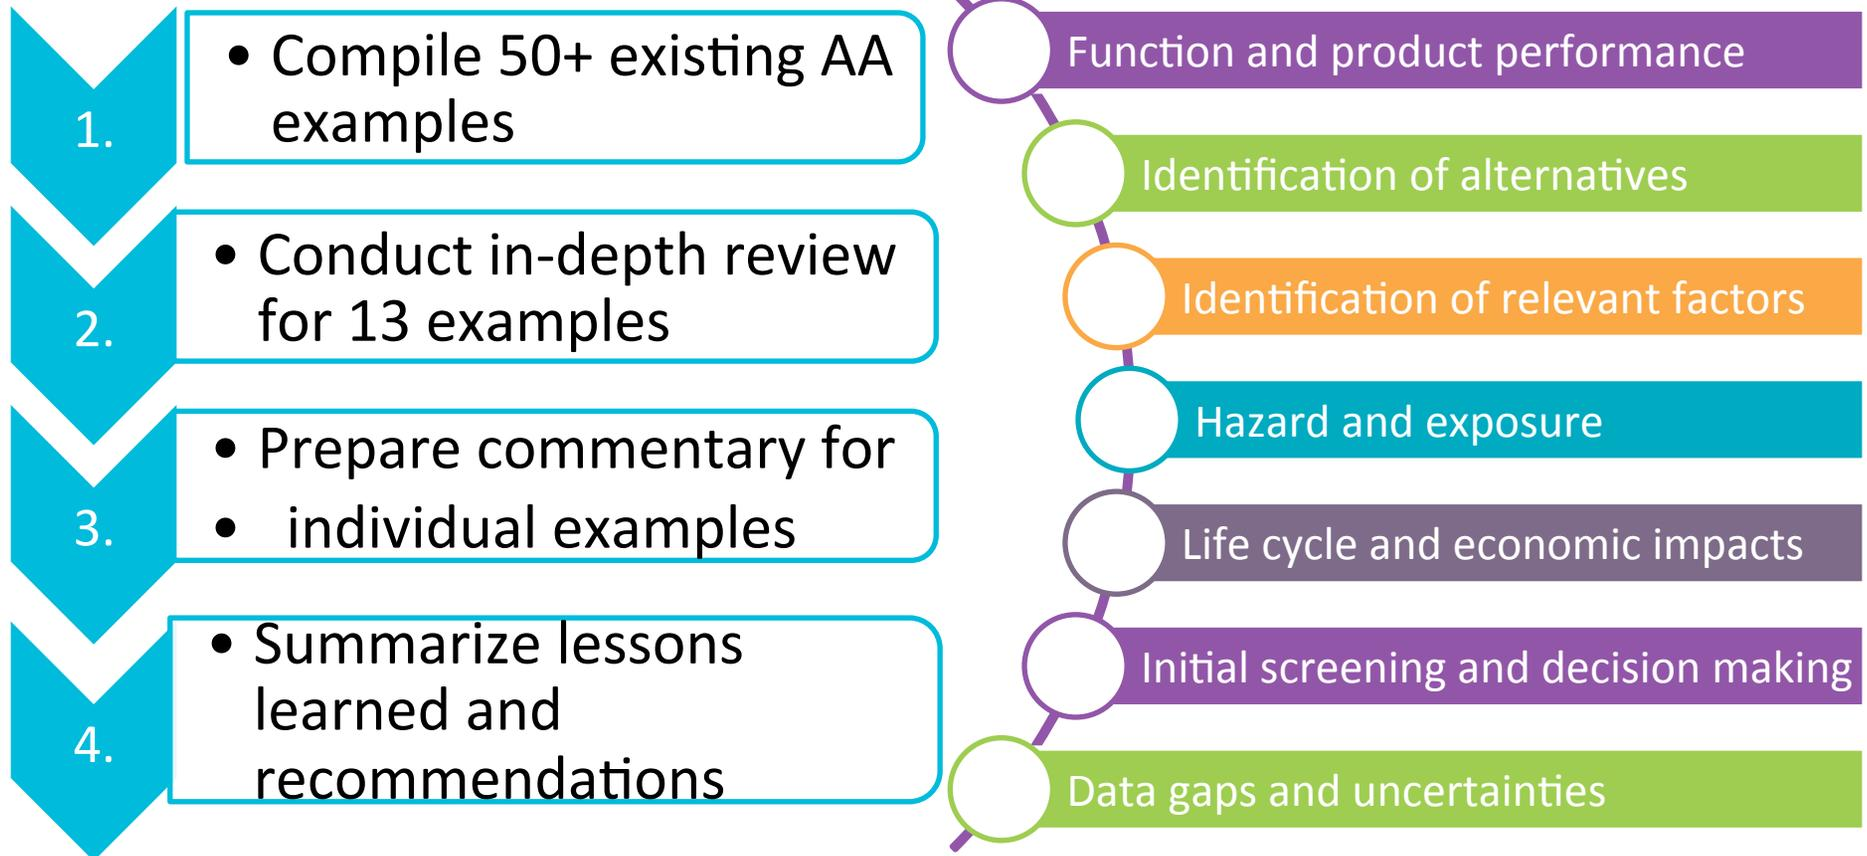 1.
• Compile 50+ existing AA
examples
2.
• Conduct in-depth review
for 13 examples
3.
• Prepare commentary for
• individual examples
4.
• Summarize lessons
learned and
recommendations
Function and product performance
Identification of alternatives
Identification of relevant factors
Hazard and exposure
Life cycle and economic impacts
Initial screening and decision making
Data gaps and uncertainties